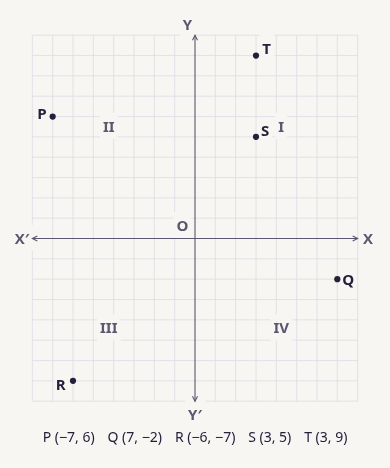 Y
T
P
II
S
I
O
X′
X
Q
III
IV
R
Y′
P (−7, 6) Q (7, −2) R (−6, −7) S (3, 5) T (3, 9)